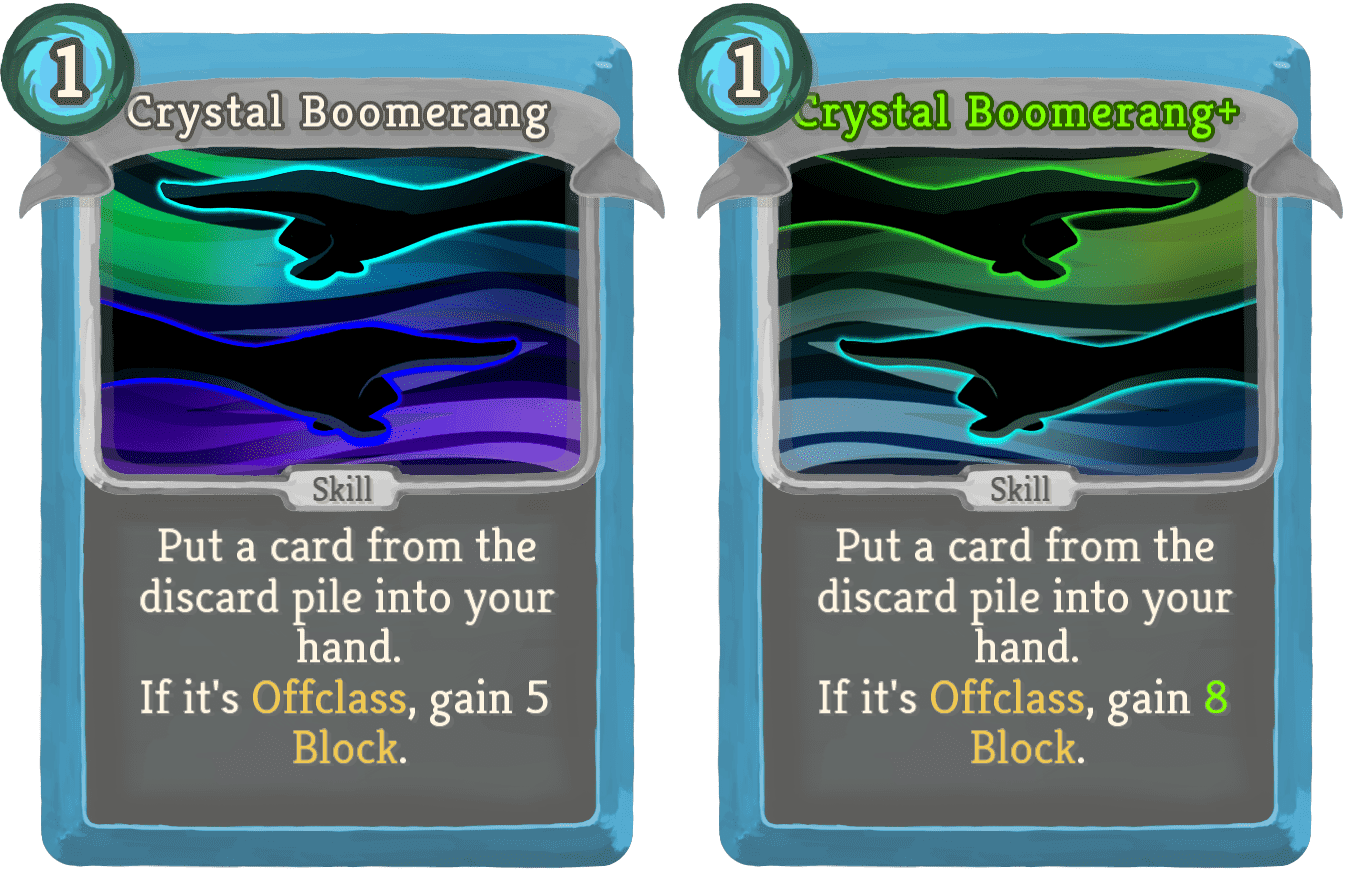 1
Crystal Boomerang
Skill
Put a card from the
discard pile into your
hand.
If it's Offclass, gain 5
Block.
1
Crystal Boomerang+
Skill
Put a card from the
discard pile into your
hand.
If it's Offclass, gain 8
Block.